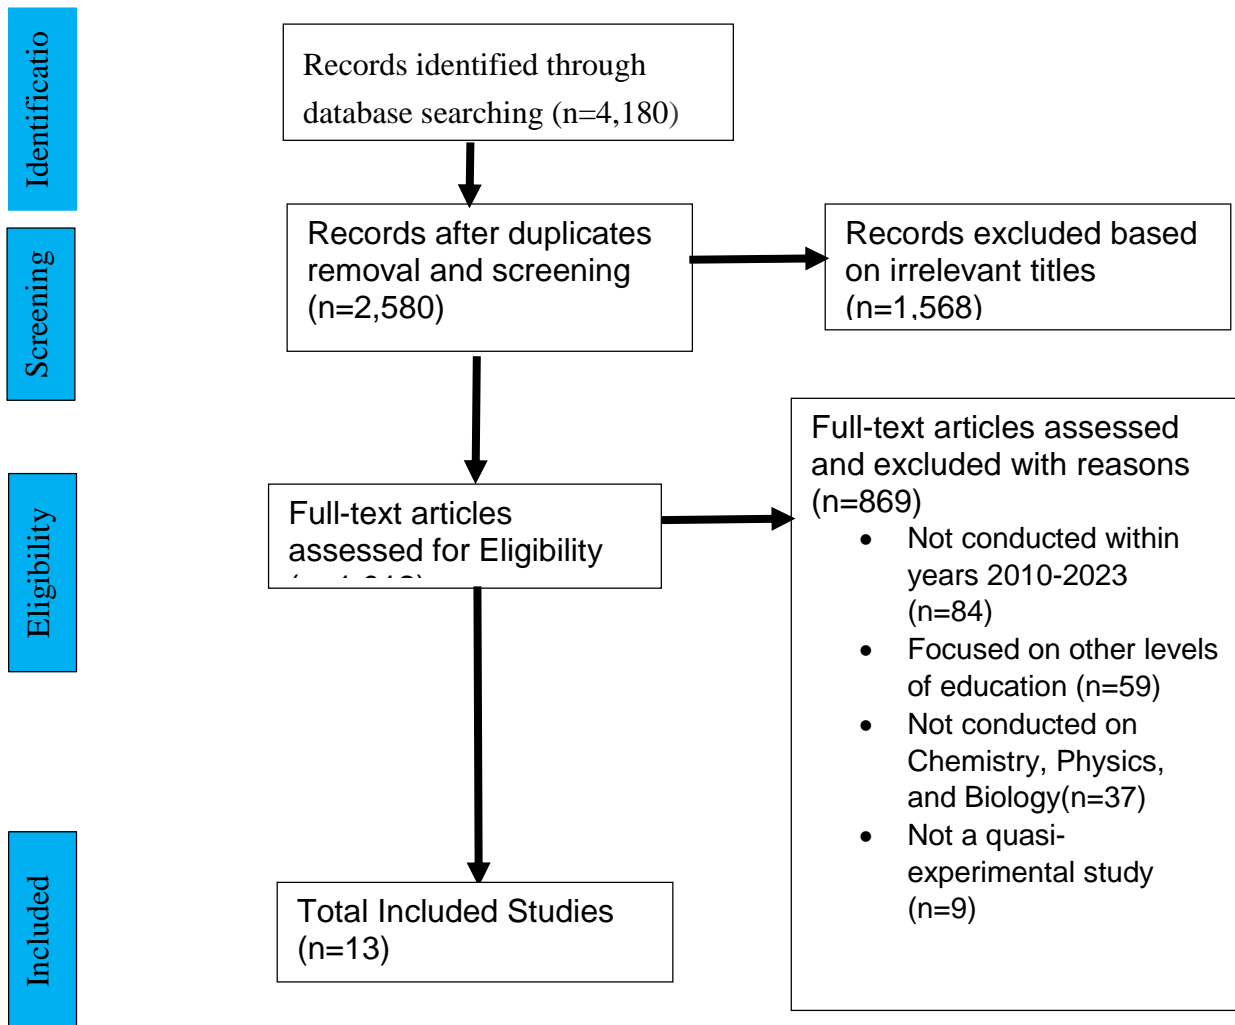 Identificatio
Records identified through
database searching (n=4,180)
Screening
Records after duplicates
removal and screening
(n=2,580)
Records excluded based
on irrelevant titles
(n=1,568)
Eligibility
Full-text articles
assessed for Eligibility
Full-text articles assessed
and excluded with reasons
(n=869)
• Not conducted within
years 2010-2023
(n=84)
• Focused on other levels
of education (n=59)
• Not conducted on
Chemistry, Physics,
and Biology(n=37)
• Not a quasi-
experimental study
(n=9)
Included
Total Included Studies
(n=13)